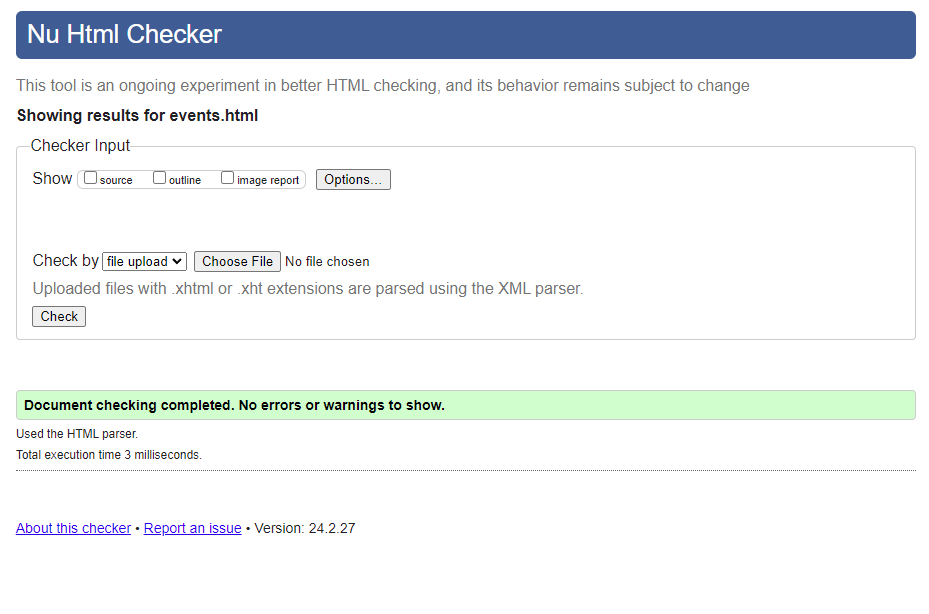 Nu Html Checker
This tool is an ongoing experiment in better HTML checking, and its behavior remains subject to change
Showing results for events.html
Checker Input
Show source outline image report Options...
Check by file upload Choose File No file chosen
Uploaded files with .xhtml or .xht extensions are parsed using the XML parser.
Check
Document checking completed. No errors or warnings to show.
Used the HTML parser.
Total execution time 3 milliseconds.
About this checker • Report an issue • Version: 24.2.27